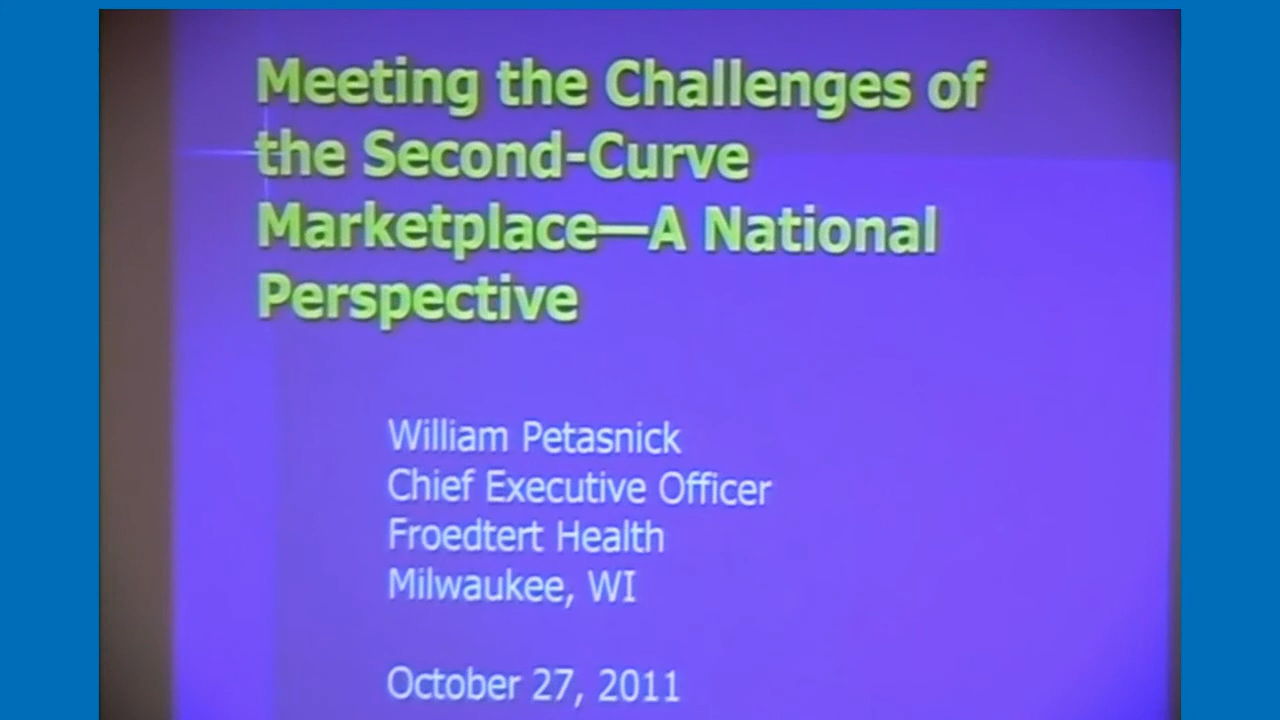 Meeting the Challenges of
the Second-Curve
Marketplace—A National
Perspective
William Petasnick
Chief Executive Officer
Froedtert Health
Milwaukee, WI
October 27, 2011